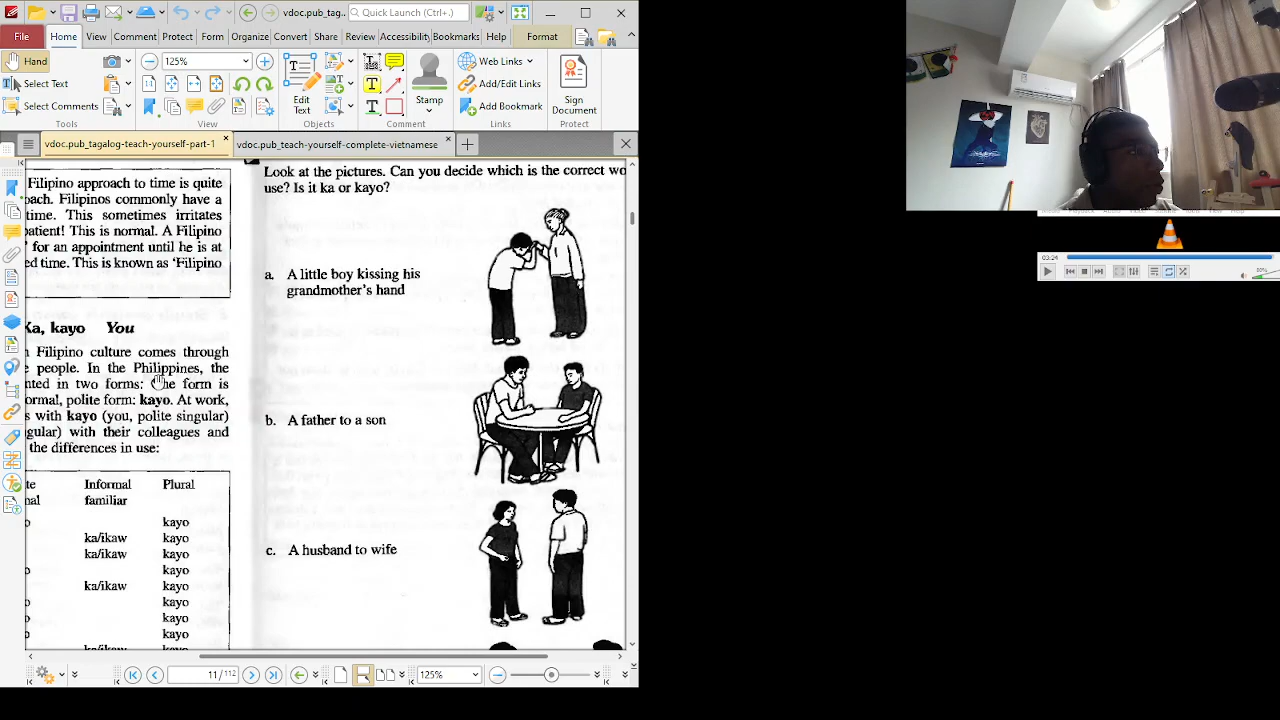 vdoc.pub_tag..
Quick Launch (Ctrl+.)
File Home View Comment Protect Form Organize Convert Share Review Accessibility Bookmarks Help Format
Hand
Select Text
Select Comments
Tools
125%
View
Edit Text
Objects
Comment
Stamp
Web Links
Add/Edit Links
Add Bookmark
Links
Sign Document
Protect
vdoc.pub_tagalog-teach-yourself-part-1
vdoc.pub_teach-yourself-complete-vietnamese
Filipino approach to time is quite
oach. Filipinos commonly have a
time. This sometimes irritates
patient! This is normal. A Filipino
for an appointment until he is at
ed time. This is known as ‘Filipino
Ka, kayo You
Filipino culture comes through
people. In the Philippines, the
nted in two forms: One form is
ormal, polite form: kayo. At work,
s with kayo (you, polite singular)
gular) with their colleagues and
the differences in use:
Informal Plural
familiar
kayo
ka/ikaw kayo
ka/ikaw kayo
kayo
ka/ikaw kayo
kayo
kayo
kayo
ka/ikaw kayo
Look at the pictures. Can you decide which is the correct wo
use? Is it ka or kayo?
a. A little boy kissing his
grandmother's hand
b. A father to a son
c. A husband to wife
11 / 112
125%
03:24